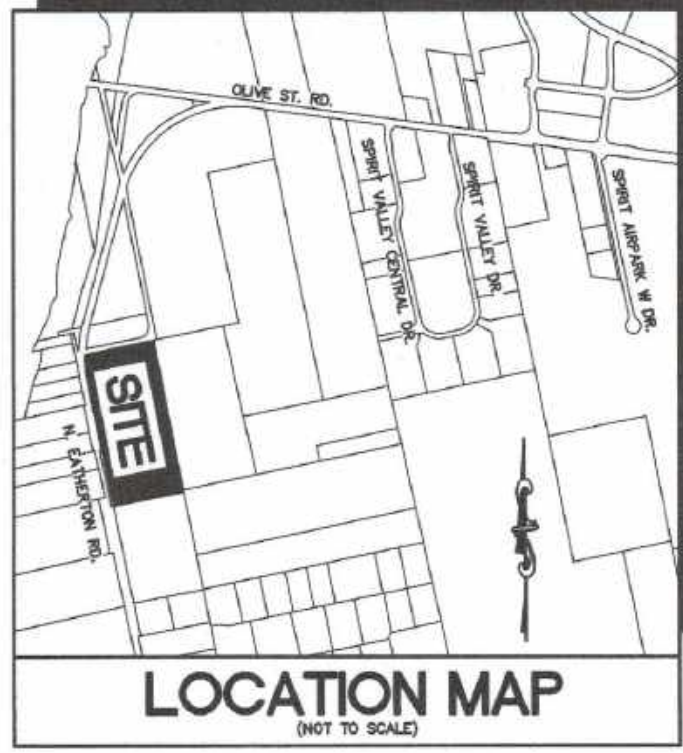 OLIVE ST. RD.
SPIRIT VALLEY CENTRAL DR.
SPIRIT VALLEY DR.
SPIRIT AIRPARK W DR.
SITE
N. EATHERTON RD.
LOCATION MAP
(NOT TO SCALE)